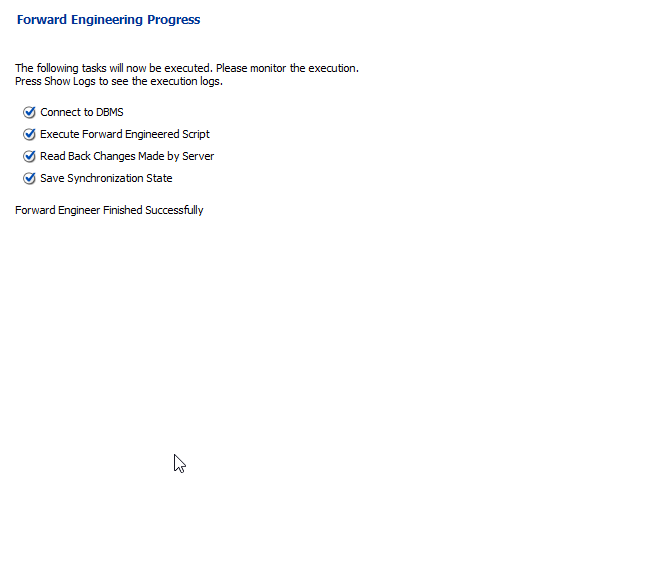 Forward Engineering Progress
The following tasks will now be executed. Please monitor the execution.
Press Show Logs to see the execution logs.
Connect to DBMS
Execute Forward Engineered Script
Read Back Changes Made by Server
Save Synchronization State
Forward Engineer Finished Successfully